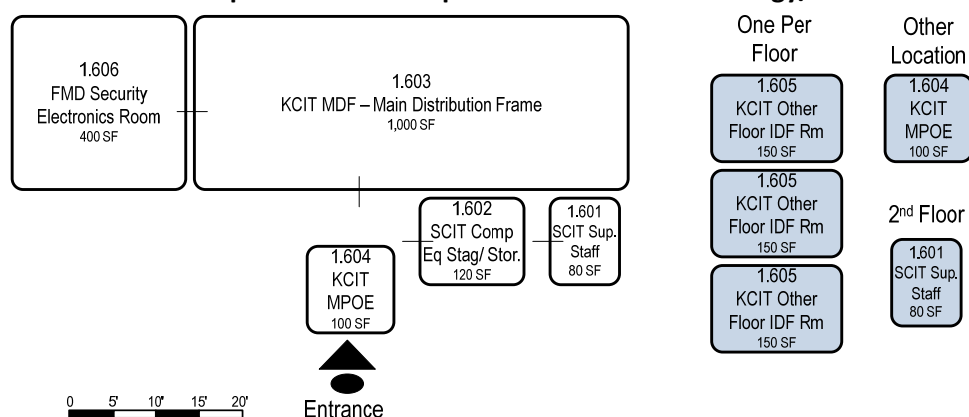 1.606
FMD Security
Electronics Room
400 SF
1.603
KCIT MDF – Main Distribution Frame
1,000 SF
1.602
SCIT Comp
Eq Stag/ Stor.
120 SF
1.601
SCIT Sup.
Staff
80 SF
1.604
KCIT
MPOE
100 SF
Entrance
0 5' 10' 15' 20'
One Per
Floor
1.605
KCIT Other
Floor IDF Rm
150 SF
1.605
KCIT Other
Floor IDF Rm
150 SF
1.605
KCIT Other
Floor IDF Rm
150 SF
Other
Location
1.604
KCIT
MPOE
100 SF
2nd Floor
1.601
SCIT Sup.
Staff
80 SF